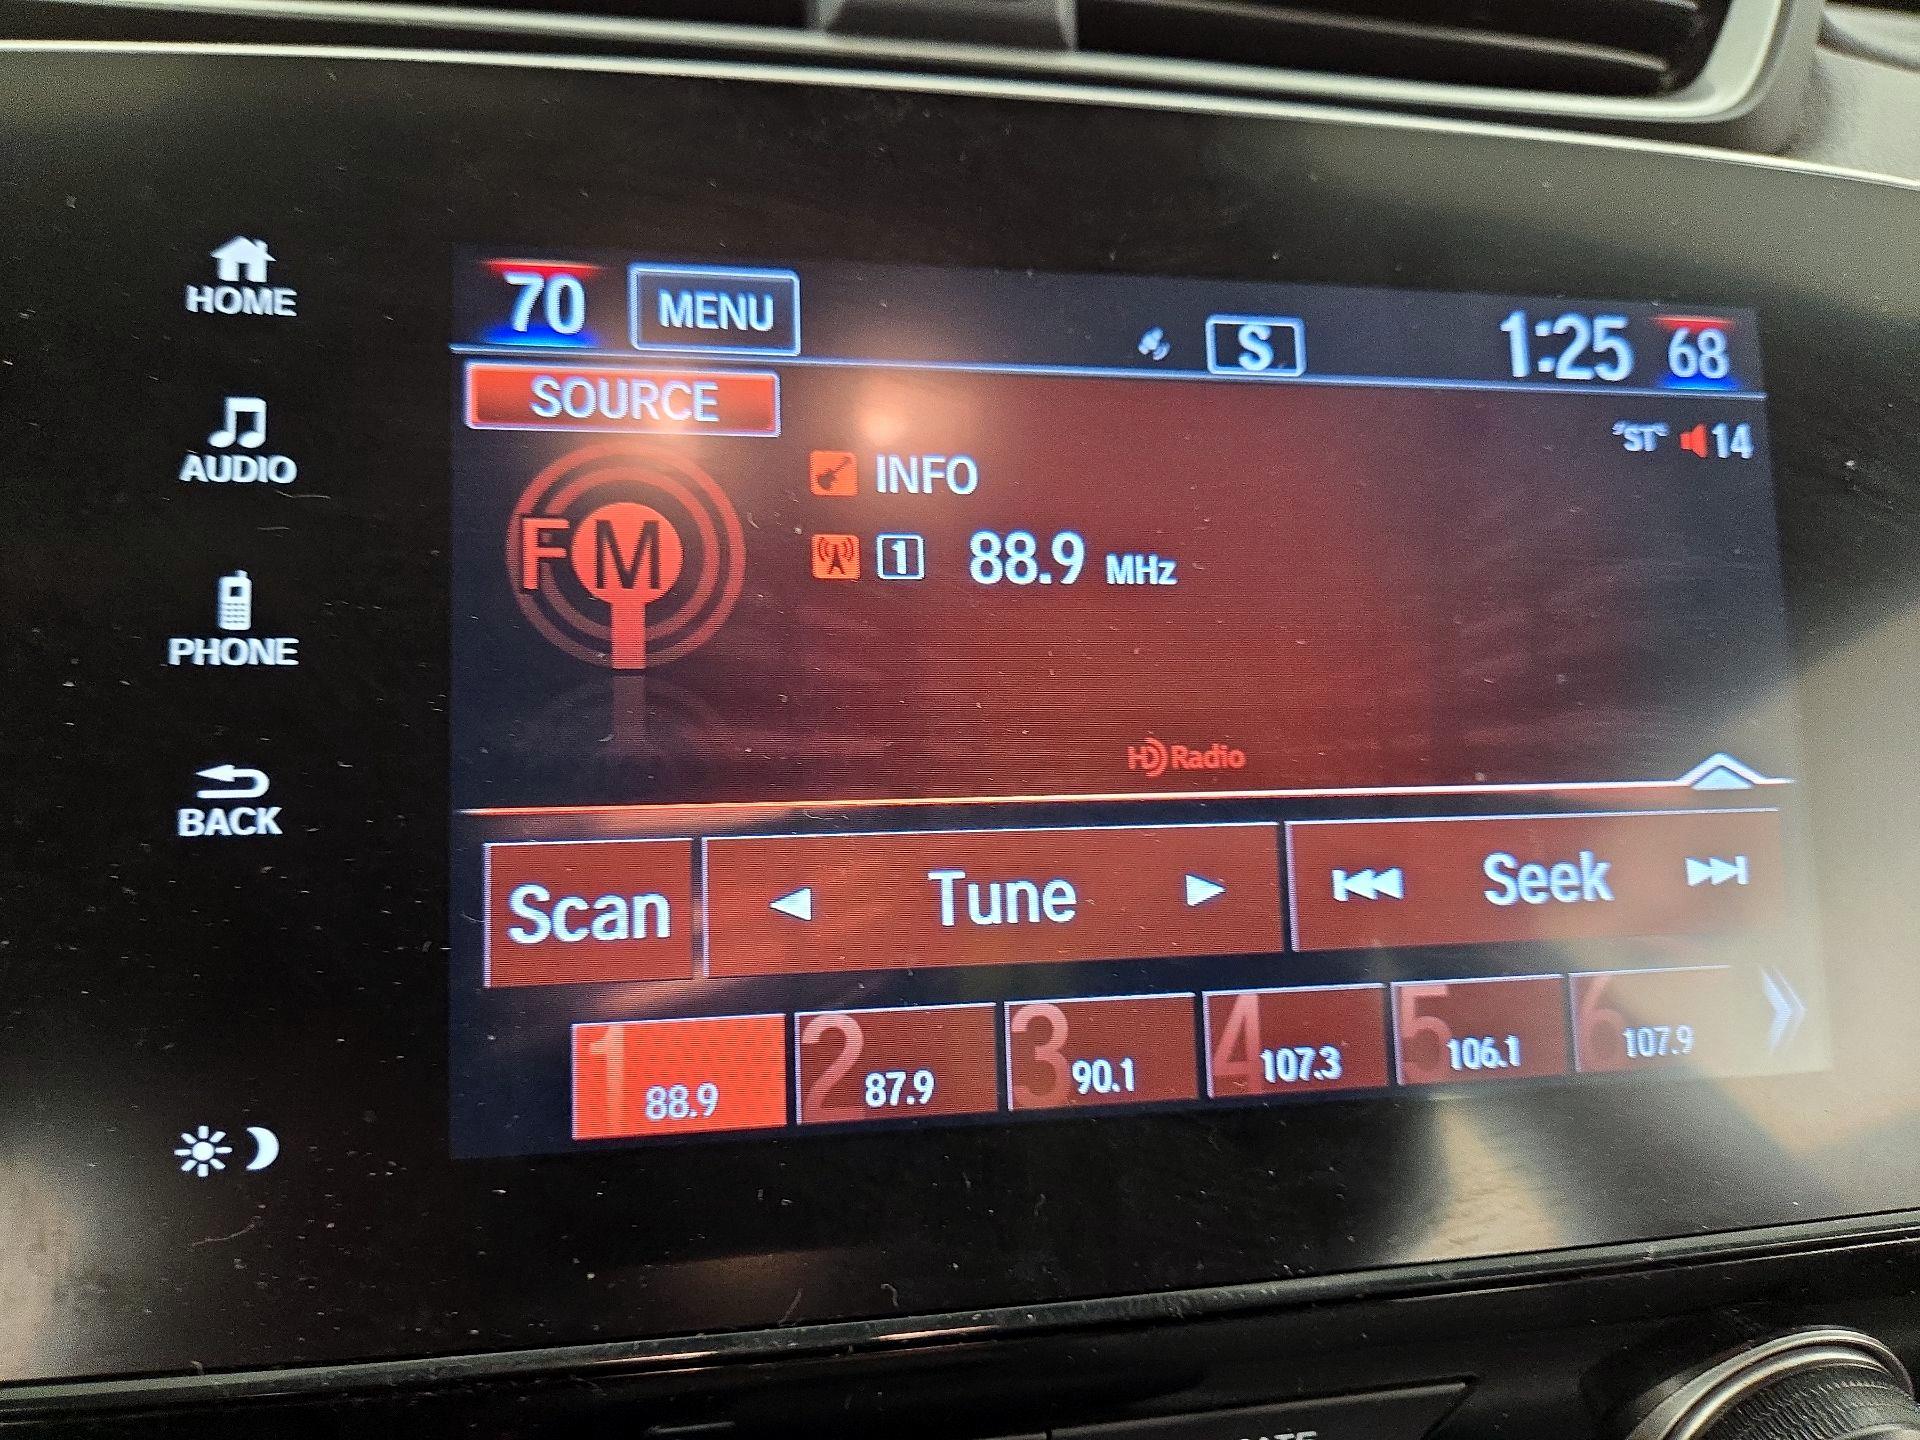 HOME
AUDIO
PHONE
BACK
70 MENU S 1:25 68
SOURCE
ST 14
FM
INFO
1 88.9 MHz
HD Radio
Scan Tune Seek
1 88.9 2 87.9 3 90.1 4 107.3 5 106.1 6 107.9